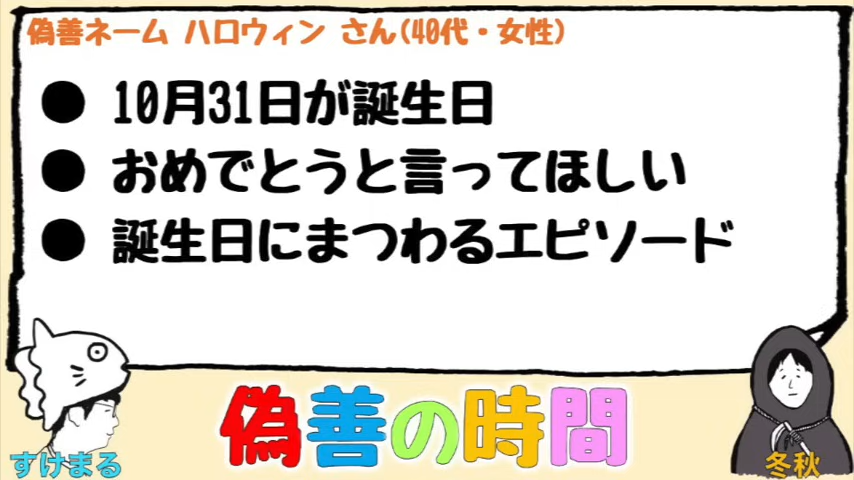 偽善ネーム ハロウィン さん(40代・女性)
● 10月31日が誕生日
● おめでとうと言ってほしい
● 誕生日にまつわるエピソード
偽善の時間
すけまる
冬秋